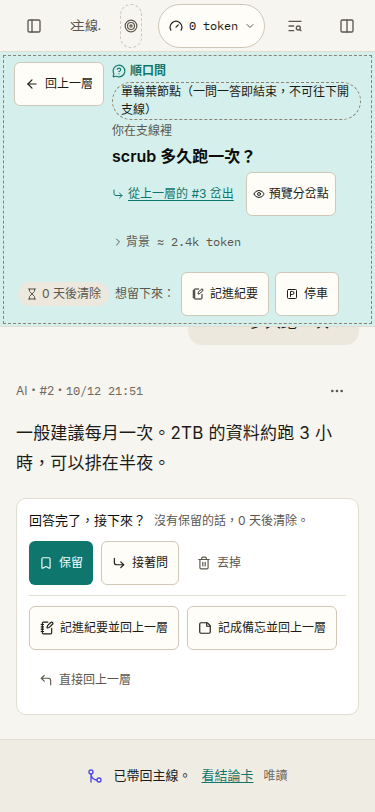 主線.
0 token
回上一層
順口問
單輪葉節點（一問一答即結束，不可往下開支線）
你在支線裡
scrub 多久跑一次？
從上一層的 #3 岔出
預覽分岔點
背景 ≈ 2.4k token
0 天後清除
想留下來：
記進紀要
停車
AI • #2 • 10/12 21:51
一般建議每月一次。2TB 的資料約跑 3 小
時，可以排在半夜。
回答完了，接下來？ 沒有保留的話，0 天後清除。
保留
接著問
丟掉
記進紀要並回上一層
記成備忘並回上一層
直接回上一層
已帶回主線。 看結論卡 唯讀